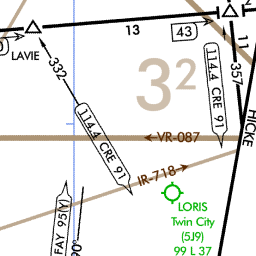 13
43
11
LAVIE
332
3²
114.4 CRE 91
357
114.4 CRE 91
VR-087
HICKE
IR-718
LORIS
Twin City
(5J9)
99 L 37
FAY 95(Y)
90°